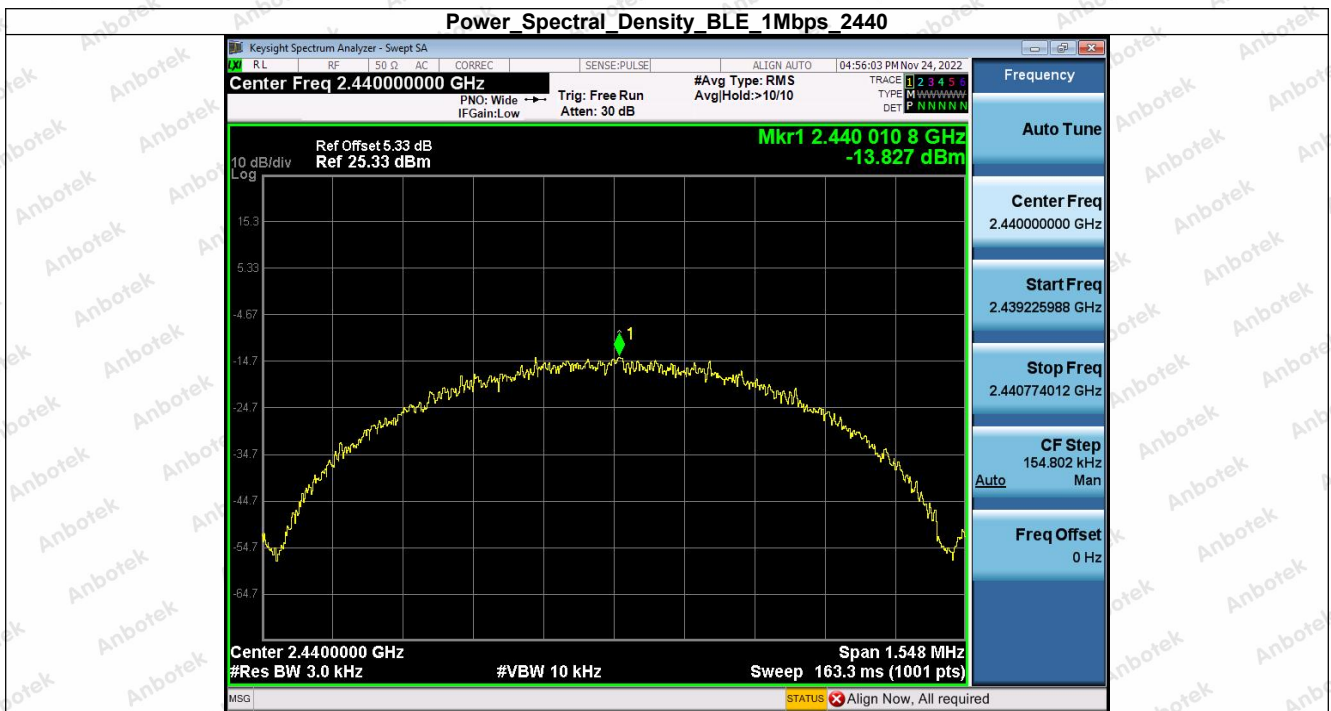 Power_Spectral_Density_BLE_1Mbps_2440
Keysight Spectrum Analyzer - Swept SA
RL RF 50 Ω AC CORREC SENSE:PULSE ALIGN AUTO 04:56:03 PM Nov 24, 2022
Center Freq 2.440000000 GHz
PNO: Wide
IFGain:Low
Trig: Free Run
Atten: 30 dB
#Avg Type: RMS
Avg|Hold:>10/10
TRACE 1 2 3 4 5 6
TYPE M WWWWW
DET P N N N N N
Mkr1 2.440 010 8 GHz
-13.827 dBm
Ref Offset 5.33 dB
10 dB/div Ref 25.33 dBm
Log
15.3
5.33
-4.67
-14.7
-24.7
-34.7
-44.7
-54.7
-64.7
1
Center 2.4400000 GHz Span 1.548 MHz
#Res BW 3.0 kHz #VBW 10 kHz Sweep 163.3 ms (1001 pts)
MSG STATUS Align Now, All required
Frequency
Auto Tune
Center Freq
2.440000000 GHz
Start Freq
2.439225988 GHz
Stop Freq
2.440774012 GHz
CF Step
154.802 kHz
Auto Man
Freq Offset
0 Hz
Anbotek